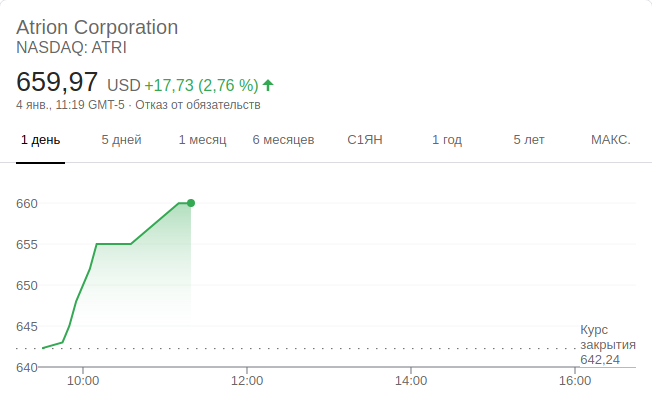 Atrion Corporation
NASDAQ: ATRI
659,97 USD +17,73 (2,76 %)
4 янв., 11:19 GMT-5 · Отказ от обязательств
1 день 5 дней 1 месяц 6 месяцев С1ЯН 1 год 5 лет МАКС.
660
655
650
645
640
Курс
закрытия
642,24
10:00 12:00 14:00 16:00